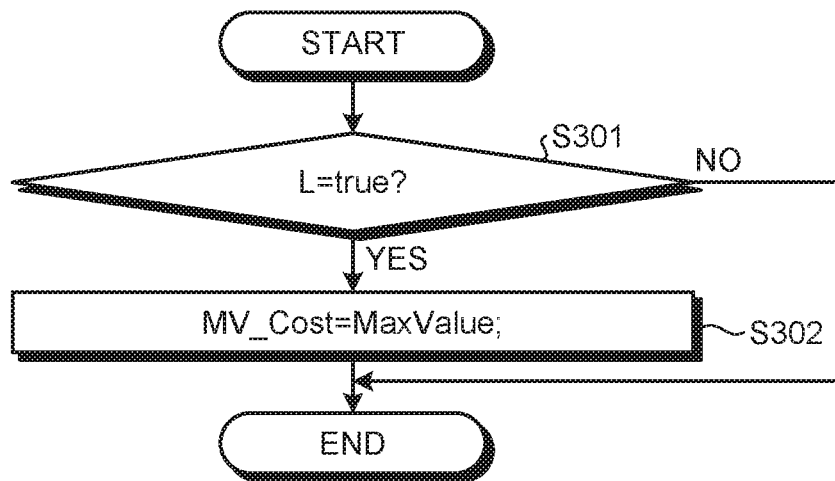 START
S301
NO
L=true?
YES
MV_Cost=MaxValue;
S302
END